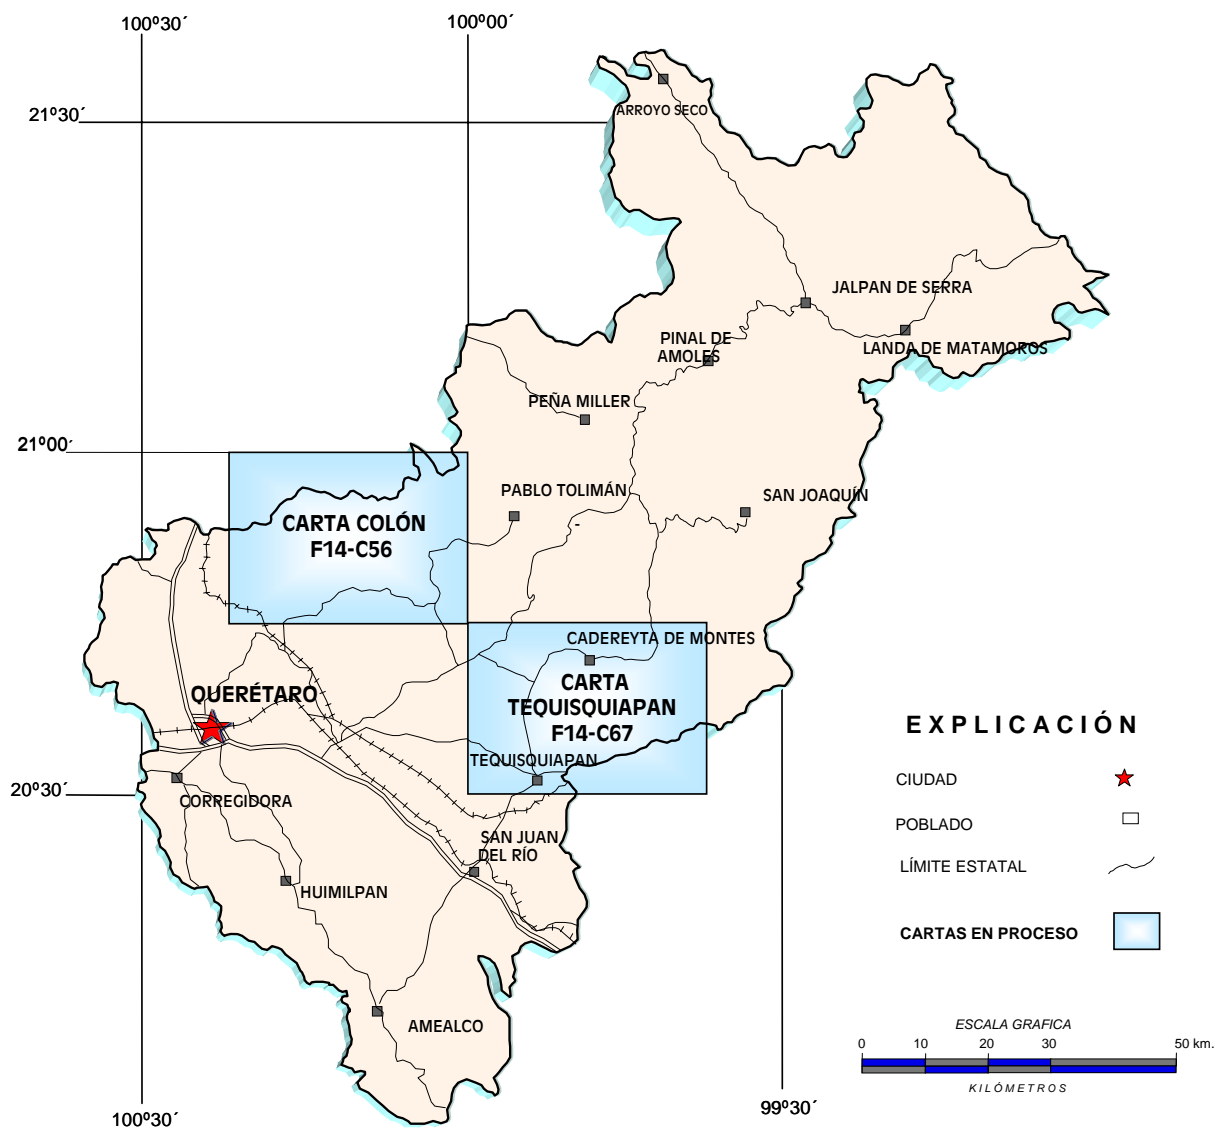 100º30´
100º00´
21º30´
ARROYO SECO
JALPAN DE SERRA
PINAL DE
AMOLES
LANDA DE MATAMOROS
PEÑA MILLER
21º00´
PABLO TOLIMÁN
SAN JOAQUÍN
CARTA COLÓN
F14-C56
CADEREYTA DE MONTES
QUERÉTARO
CARTA
TEQUISQUIAPAN
F14-C67
TEQUISQUIAPAN
20º30´
CORREGIDORA
SAN JUAN
DEL RÍO
HUIMILPAN
AMEALCO
EXPLICACIÓN
CIUDAD
POBLADO
LÍMITE ESTATAL
CARTAS EN PROCESO
ESCALA GRAFICA
0 10 20 30 50 km.
KILÓMETROS
99º30´
100º30´